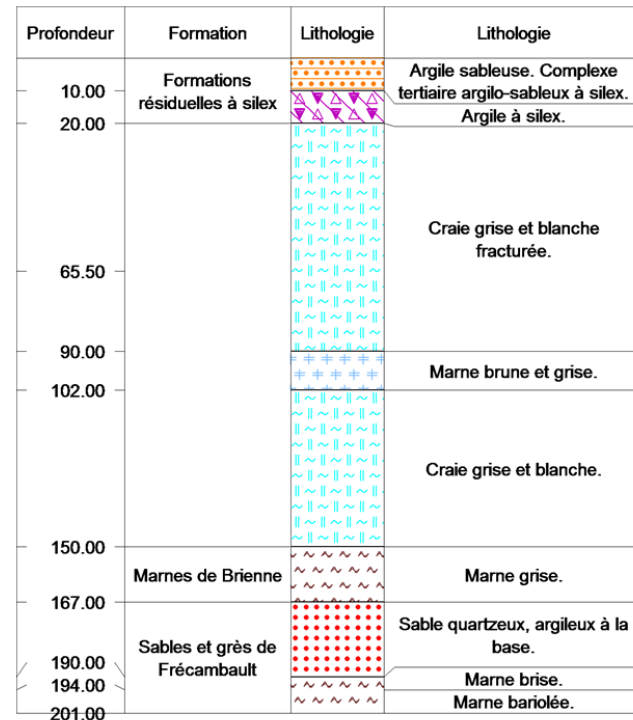 Profondeur Formation Lithologie Lithologie
Formations
résiduelles à silex
Argile sableuse. Complexe
tertiaire argilo-sableux à silex.
10.00
Argile à silex.
20.00
Craie grise et blanche
fracturée.
65.50
90.00
Marne brune et grise.
102.00
Craie grise et blanche.
150.00
Marnes de Brienne
Marne grise.
167.00
Sables et grès de
Frécambault
Sable quartzeux, argileux à la
base.
190.00
Marne brise.
194.00
Marne bariolée.
201.00